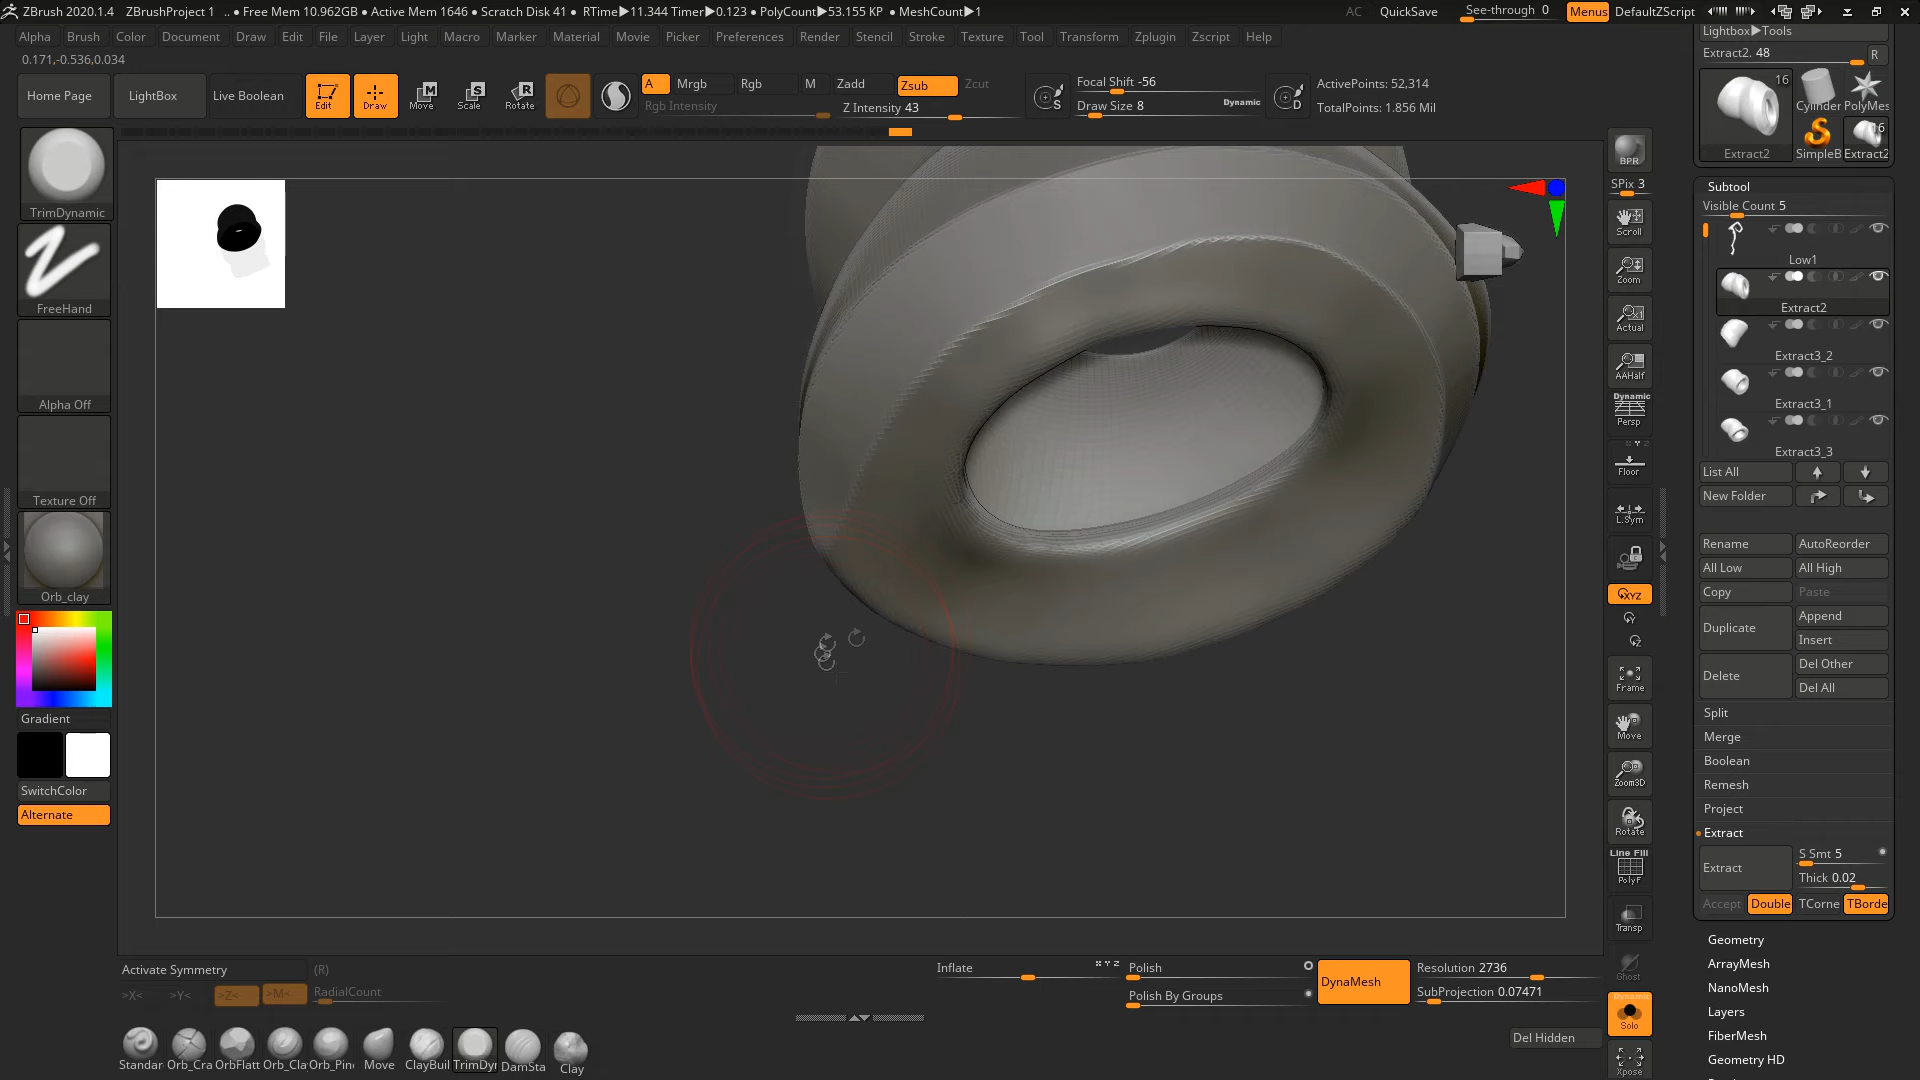 ZBrush 2020.1.4 ZBrushProject 1 .. ● Free Mem 10.962GB ● Active Mem 1646 ● Scratch Disk 41 ● RTime▶11.344 Timer▶0.123 ● PolyCount▶53.155 KP ● MeshCount▶1 AC QuickSave See-through 0 Menus DefaultZScript
Alpha Brush Color Document Draw Edit File Layer Light Macro Marker Material Movie Picker Preferences Render Stencil Stroke Texture Tool Transform Zplugin Zscript Help
0.171,-0.536,0.034
Home Page LightBox Live Boolean Edit Draw Move Scale Rotate
A Mrgb Rgb M Zadd Zsub Zcut
Rgb Intensity Z Intensity 43
Focal Shift -56
Draw Size 8 Dynamic
ActivePoints: 52,314
TotalPoints: 1.856 Mil
TrimDynamic
FreeHand
Alpha Off
Texture Off
Orb_clay
Gradient
SwitchColor
Alternate
BPR
SPix 3
Scroll
Zoom
Actual
AAHalf
Dynamic
Persp
Floor
L.Sym
XYZ
Frame
Move
Zoom3D
Rotate
Line Fill
PolyF
Transp
Ghost
Dynamic
Solo
Xpose
Lightbox▶Tools
Extract2. 48 R
16
Cylinder PolyMes
16
Extract2 SimpleB Extract2
Subtool
Visible Count 5
Low1
Extract2
Extract3_2
Extract3_1
Extract3_3
List All
New Folder
Rename AutoReorder
All Low All High
Copy Paste
Duplicate Append
Insert
Delete Del Other
Del All
Split
Merge
Boolean
Remesh
Project
Extract
Extract S Smt 5
Thick 0.02
Accept Double TCorne TBorde
Geometry
ArrayMesh
NanoMesh
Layers
FiberMesh
Geometry HD
Activate Symmetry (R)
>X< >Y< >Z< >M< RadialCount
Inflate X Y Z Polish
Polish By Groups
DynaMesh
Resolution 2736
SubProjection 0.07471
Del Hidden
Standar Orb_Cra OrbFlatt Orb_Cla Orb_Pinc Move ClayBuil TrimDyn DamSta Clay